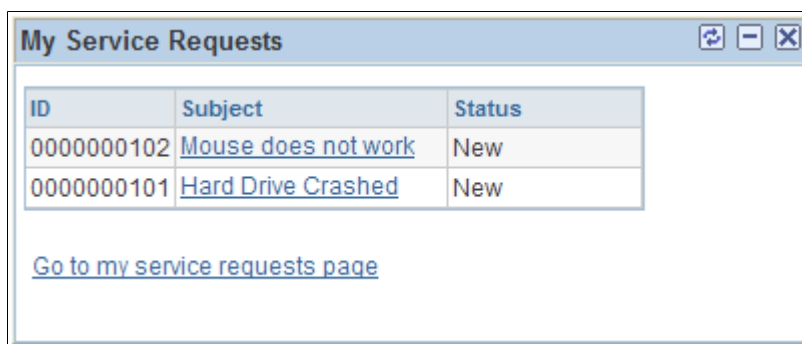 My Service Requests
ID Subject Status
0000000102 Mouse does not work New
0000000101 Hard Drive Crashed New
Go to my service requests page